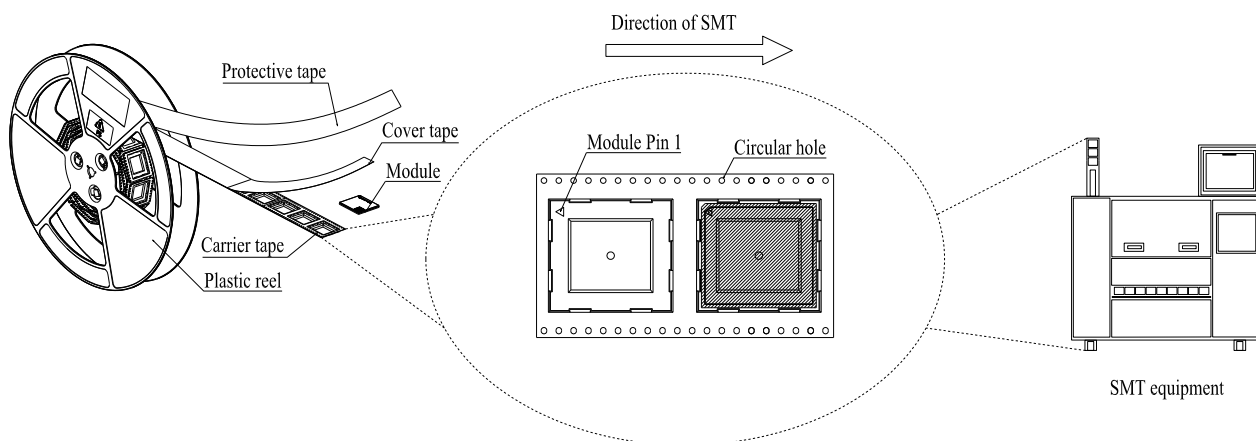 Direction of SMT
Protective tape
Cover tape
Module
Module Pin 1
Circular hole
Carrier tape
Plastic reel
SMT equipment